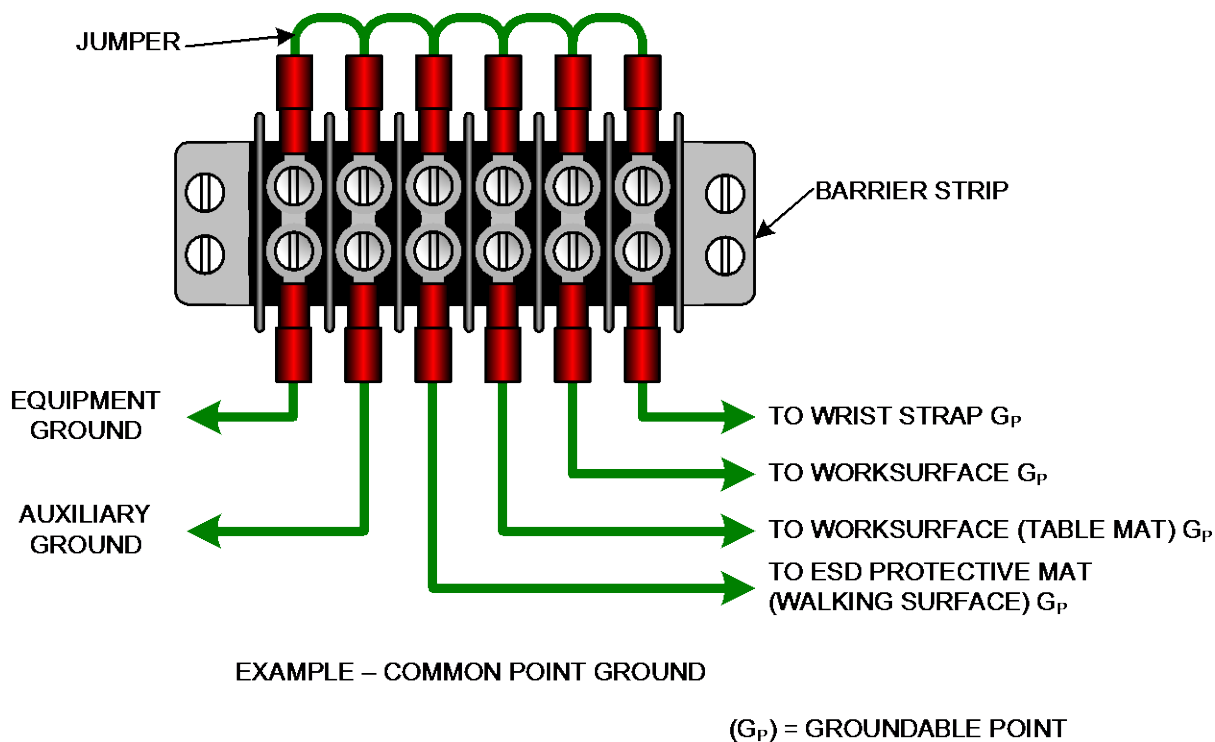 JUMPER
BARRIER STRIP
EQUIPMENT
GROUND
AUXILIARY
GROUND
TO WRIST STRAP GP
TO WORKSURFACE GP
TO WORKSURFACE (TABLE MAT) GP
TO ESD PROTECTIVE MAT
(WALKING SURFACE) GP
EXAMPLE – COMMON POINT GROUND
(GP) = GROUNDABLE POINT